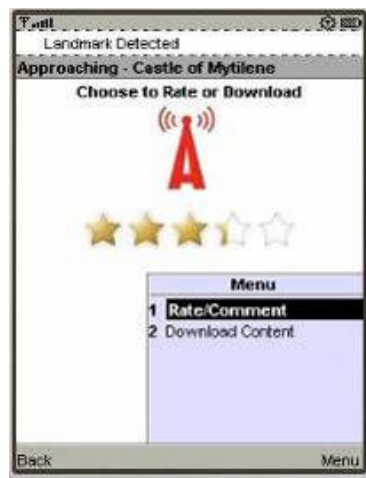 Landmark Detected
Approaching - Castle of Mytilene
Choose to Rate or Download
Menu
1 Rate/Comment
2 Download Content
Back Menu